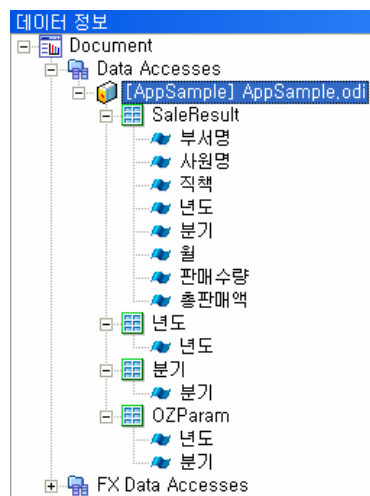 데이터 정보
Document
Data Accesses
[AppSample] AppSample.odi
SaleResult
부서명
사원명
직책
년도
분기
월
판매수량
총판매액
년도
년도
분기
분기
OZParam
년도
분기
FX Data Accesses